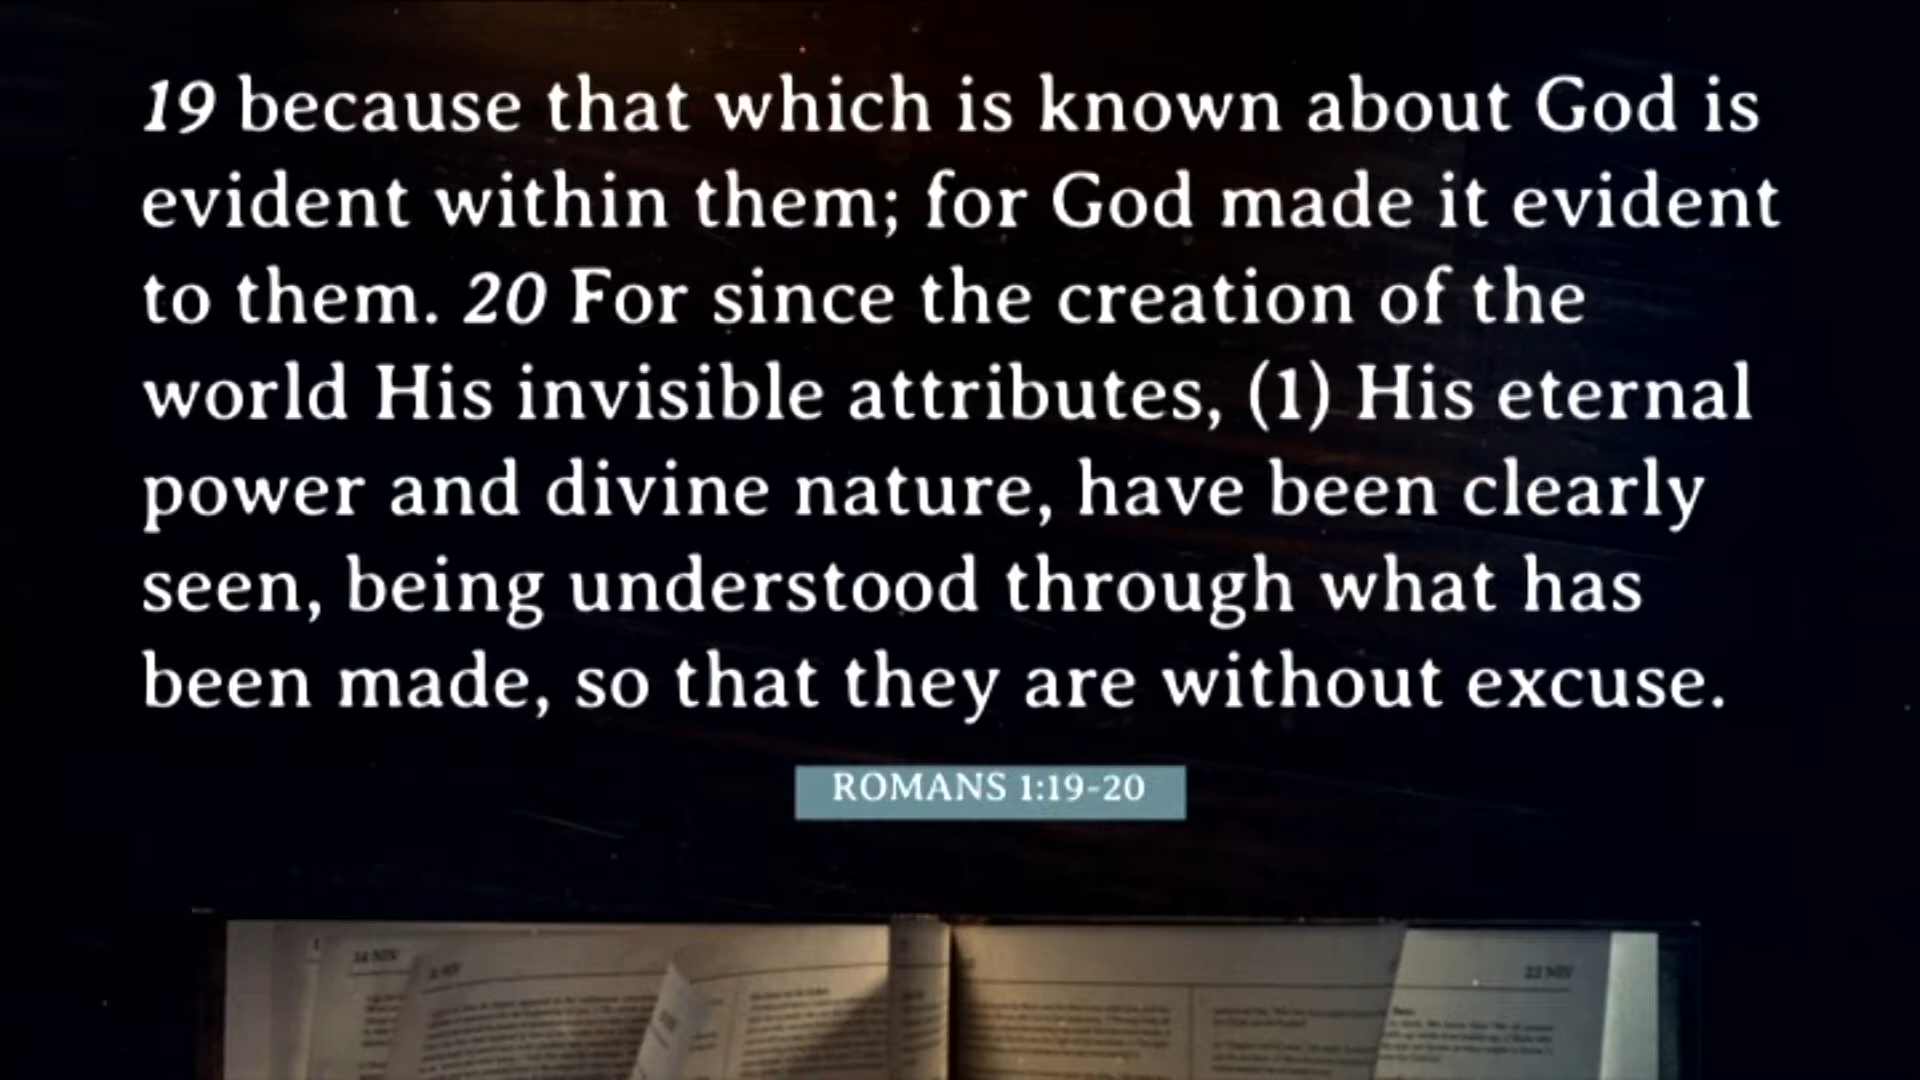 19 because that which is known about God is
evident within them; for God made it evident
to them. 20 For since the creation of the
world His invisible attributes, (1) His eternal
power and divine nature, have been clearly
seen, being understood through what has
been made, so that they are without excuse.
ROMANS 1:19-20
22 NIV